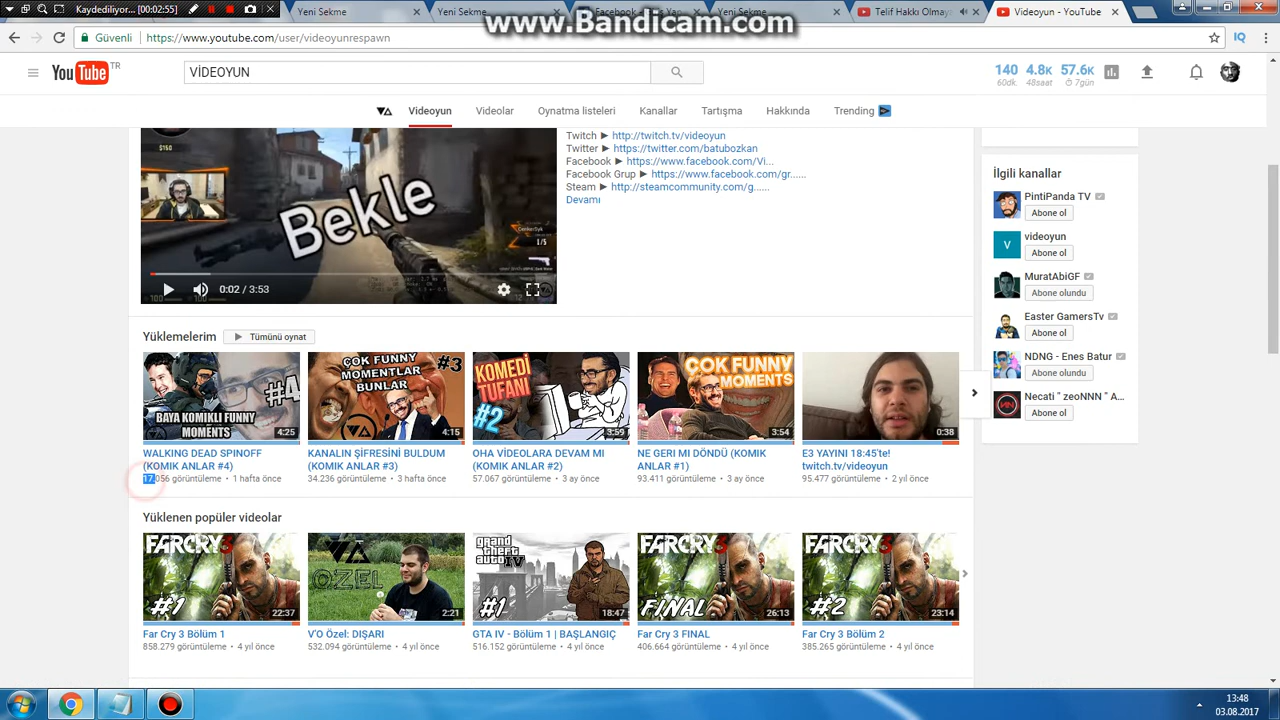 Kaydediliyor... [00:02:55]
Yeni Sekme
Yeni Sekme
Facebook
Yeni Sekme
Telif Hakkı Olmay
Videoyun - YouTube
www.Bandicam.com
Güvenli
https://www.youtube.com/user/videoyunrespawn
IQ
YouTube TR
VİDEOYUN
140 4.8K 57.6K
60dk. 48saat 7gün
Videoyun Videolar Oynatma listeleri Kanallar Tartışma Hakkında Trending
$150
Bekle
1/5
0:02 / 3:53
Twitch ► http://twitch.tv/videoyun
Twitter ► https://twitter.com/batubozkan
Facebook ► https://www.facebook.com/Vi...
Facebook Grup ► https://www.facebook.com/gr......
Steam ► http://steamcommunity.com/g......
Devamı
İlgili kanallar
PintiPanda TV
Abone ol
V
videoyun
Abone ol
MuratAbiGF
Abone olundu
Easter GamersTv
Abone ol
NDNG - Enes Batur
Abone olundu
Necati " zeoNNN " A...
Abone ol
Yüklemelerim
Tümünü oynat
#4
BAYA KOMIKLI FUNNY
MOMENTS
4:25
ÇOK FUNNY
MOMENTLAR
BUNLAR
#3
4:15
KOMEDİ
TUFANI
#2
3:59
ÇOK FUNNY
MOMENTS
3:54
0:38
WALKING DEAD SPINOFF
(KOMIK ANLAR #4)
17.056 görüntüleme • 1 hafta önce
KANALIN ŞİFRESİNİ BULDUM
(KOMIK ANLAR #3)
34.236 görüntüleme • 3 hafta önce
OHA VİDEOLARA DEVAM MI
(KOMIK ANLAR #2)
57.067 görüntüleme • 3 ay önce
NE GERI MI DÖNDÜ (KOMIK
ANLAR #1)
93.411 görüntüleme • 3 ay önce
E3 YAYINI 18:45'te!
twitch.tv/videoyun
95.477 görüntüleme • 2 yıl önce
Yüklenen popüler videolar
FARCRY3
#1
22:37
ÖZEL
2:21
grand
theft
auto IV
#1
18:47
FARCRY3
FINAL
26:13
FARCRY3
#2
23:14
Far Cry 3 Bölüm 1
858.279 görüntüleme • 4 yıl önce
V'O Özel: DIŞARI
532.094 görüntüleme • 4 yıl önce
GTA IV - Bölüm 1 | BAŞLANGIÇ
516.152 görüntüleme • 4 yıl önce
Far Cry 3 FINAL
406.664 görüntüleme • 4 yıl önce
Far Cry 3 Bölüm 2
385.265 görüntüleme • 4 yıl önce
13:48
03.08.2017